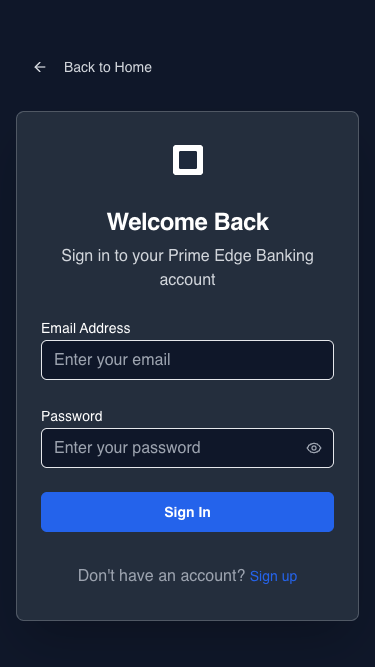 Back to Home
Welcome Back
Sign in to your Prime Edge Banking
account
Email Address
Enter your email
Password
Enter your password
Sign In
Don't have an account? Sign up